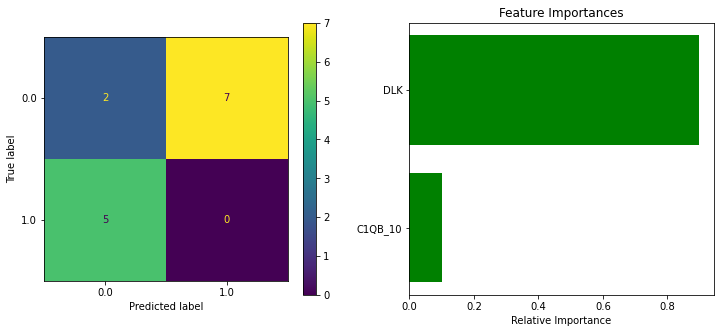 Feature Importances
7
6
5
4
3
2
1
0
True label
0.0
1.0
2 7
5 0
0.0 1.0
Predicted label
DLK
C1QB_10
0.0 0.2 0.4 0.6 0.8
Relative Importance